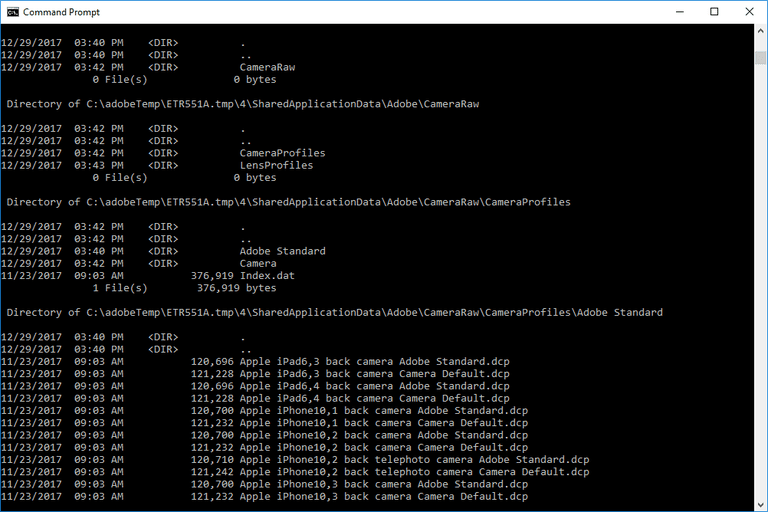 Command Prompt
12/29/2017  03:40 PM    <DIR>          .
12/29/2017  03:40 PM    <DIR>          ..
12/29/2017  03:42 PM    <DIR>          CameraRaw
               0 File(s)              0 bytes
 Directory of C:\adobeTemp\ETR551A.tmp\4\SharedApplicationData\Adobe\CameraRaw
12/29/2017  03:42 PM    <DIR>          .
12/29/2017  03:42 PM    <DIR>          ..
12/29/2017  03:42 PM    <DIR>          CameraProfiles
12/29/2017  03:43 PM    <DIR>          LensProfiles
               0 File(s)              0 bytes
 Directory of C:\adobeTemp\ETR551A.tmp\4\SharedApplicationData\Adobe\CameraRaw\CameraProfiles
12/29/2017  03:42 PM    <DIR>          .
12/29/2017  03:42 PM    <DIR>          ..
12/29/2017  03:40 PM    <DIR>          Adobe Standard
12/29/2017  03:42 PM    <DIR>          Camera
11/23/2017  09:03 AM           376,919 Index.dat
               1 File(s)        376,919 bytes
 Directory of C:\adobeTemp\ETR551A.tmp\4\SharedApplicationData\Adobe\CameraRaw\CameraProfiles\Adobe Standard
12/29/2017  03:40 PM    <DIR>          .
12/29/2017  03:40 PM    <DIR>          ..
11/23/2017  09:03 AM           120,696 Apple iPad6,3 back camera Adobe Standard.dcp
11/23/2017  09:03 AM           121,228 Apple iPad6,3 back camera Camera Default.dcp
11/23/2017  09:03 AM           120,696 Apple iPad6,4 back camera Adobe Standard.dcp
11/23/2017  09:03 AM           121,228 Apple iPad6,4 back camera Camera Default.dcp
11/23/2017  09:03 AM           120,700 Apple iPhone10,1 back camera Adobe Standard.dcp
11/23/2017  09:03 AM           121,232 Apple iPhone10,1 back camera Camera Default.dcp
11/23/2017  09:03 AM           120,700 Apple iPhone10,2 back camera Adobe Standard.dcp
11/23/2017  09:03 AM           121,232 Apple iPhone10,2 back camera Camera Default.dcp
11/23/2017  09:03 AM           120,710 Apple iPhone10,2 back telephoto camera Adobe Standard.dcp
11/23/2017  09:03 AM           121,242 Apple iPhone10,2 back telephoto camera Camera Default.dcp
11/23/2017  09:03 AM           120,700 Apple iPhone10,3 back camera Adobe Standard.dcp
11/23/2017  09:03 AM           121,232 Apple iPhone10,3 back camera Camera Default.dcp